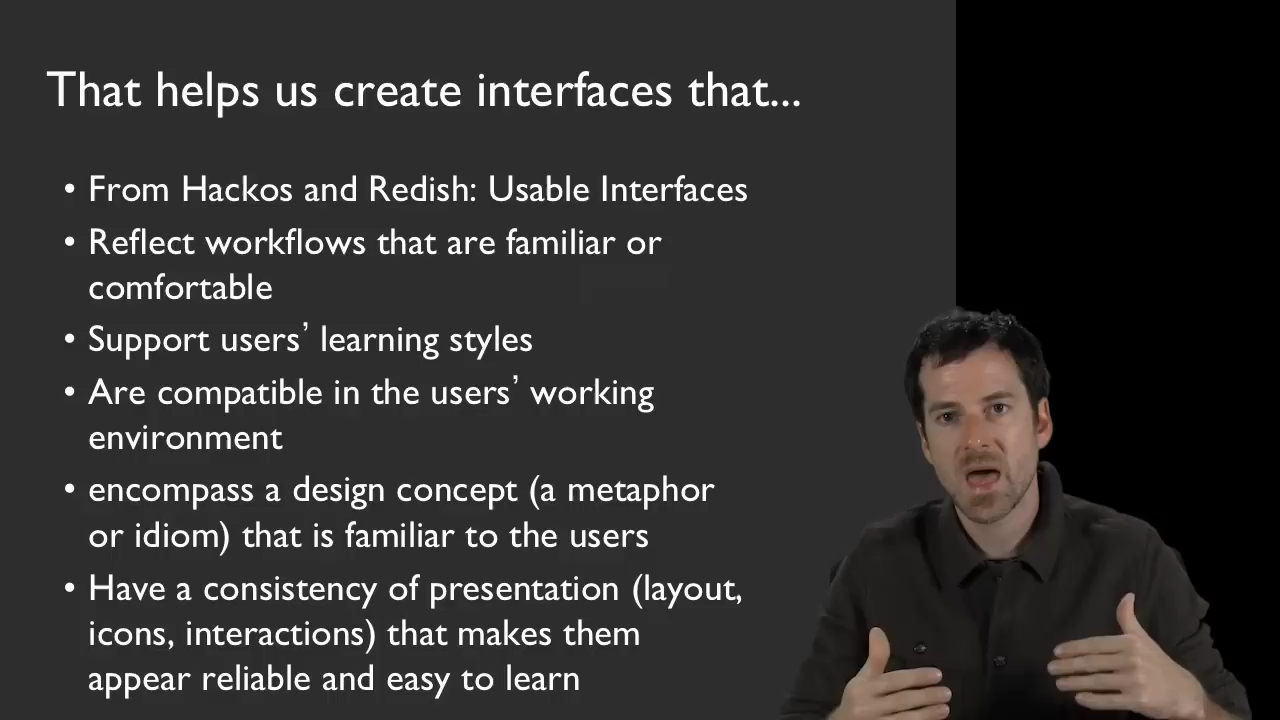 That helps us create interfaces that...
• From Hackos and Redish: Usable Interfaces
• Reflect workflows that are familiar or
comfortable
• Support users’ learning styles
• Are compatible in the users’ working
environment
• encompass a design concept (a metaphor
or idiom) that is familiar to the users
• Have a consistency of presentation (layout,
icons, interactions) that makes them
appear reliable and easy to learn